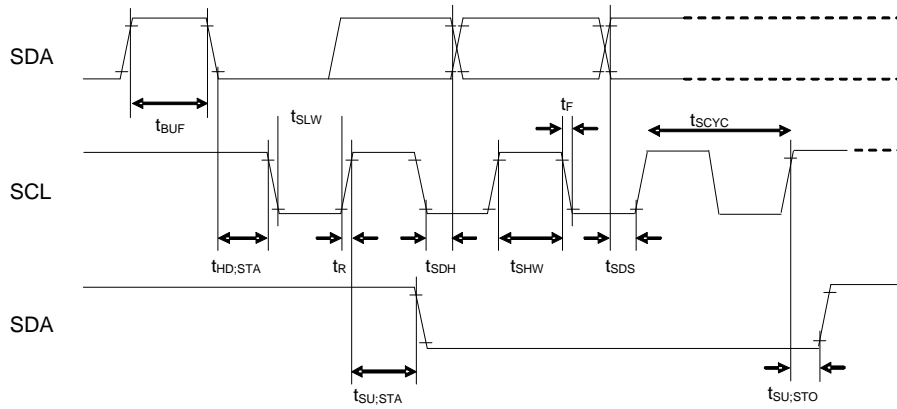 SDA
tBUF
tSLW
tF
tSCYC
SCL
tHD;STA
tR
tSDH
tSHW
tSDS
SDA
tSU;STA
tSU;STO